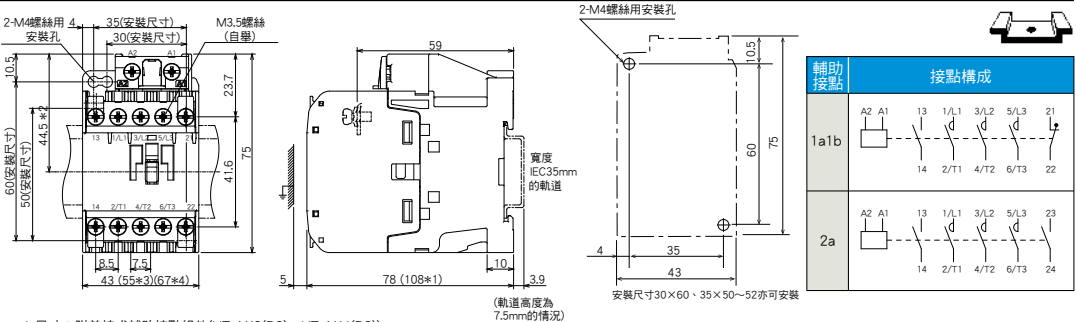 2-M4螺絲用
安裝孔
4
35(安裝尺寸)
30(安裝尺寸)
M3.5螺絲
(自舉)
A2
A1
A2
10.5
44.5 *2
60(安裝尺寸)
50(安裝尺寸)
23.7
41.6
75
13 1/L1 3/L2 5/L3 21
14 2/T1 4/T2 6/T3 22
8.5
7.5
43 (55*3)(67*4)
59
寬度
IEC35mm
的軌道
10
5
78 (108*1)
3.9
(軌道高度為
7.5mm的情況)
2-M4螺絲用安裝孔
10.5
60
75
4
35
43
安裝尺寸30×60、35×50~52亦可安裝
輔助
接點
接點構成
1a1b
A2 A1 13 1/L1 3/L2 5/L3 21
14 2/T1 4/T2 6/T3 22
2a
A2 A1 13 1/L1 3/L2 5/L3 23
14 2/T1 4/T2 6/T3 24